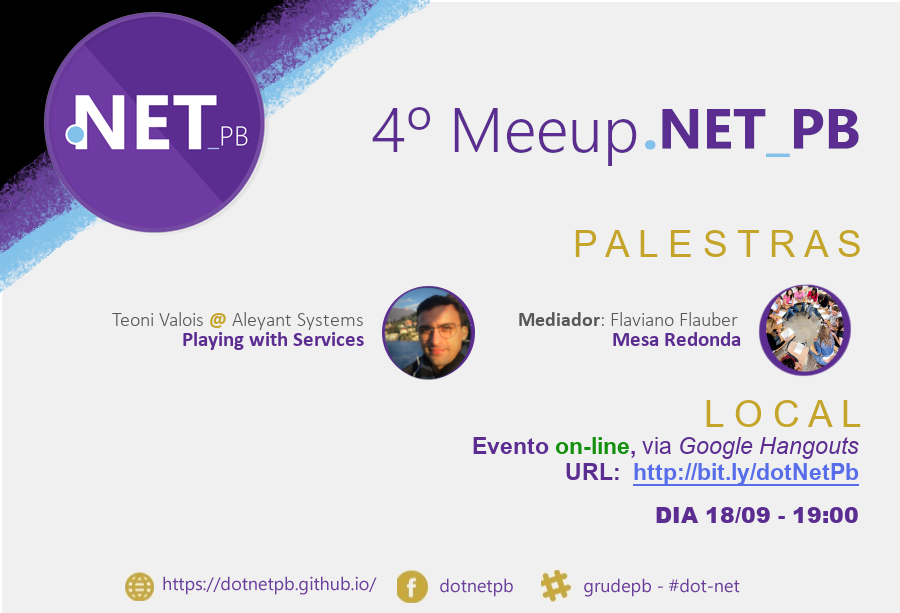 .NET_PB
4º Meeup.NET_PB
PALESTRAS
Teoni Valois @ Aleyant Systems
Playing with Services
Mediador: Flaviano Flauber
Mesa Redonda
LOCAL
Evento on-line, via Google Hangouts
URL: http://bit.ly/dotNetPb
DIA 18/09 - 19:00
https://dotnetpb.github.io/
dotnetpb
grudepb - #dot-net